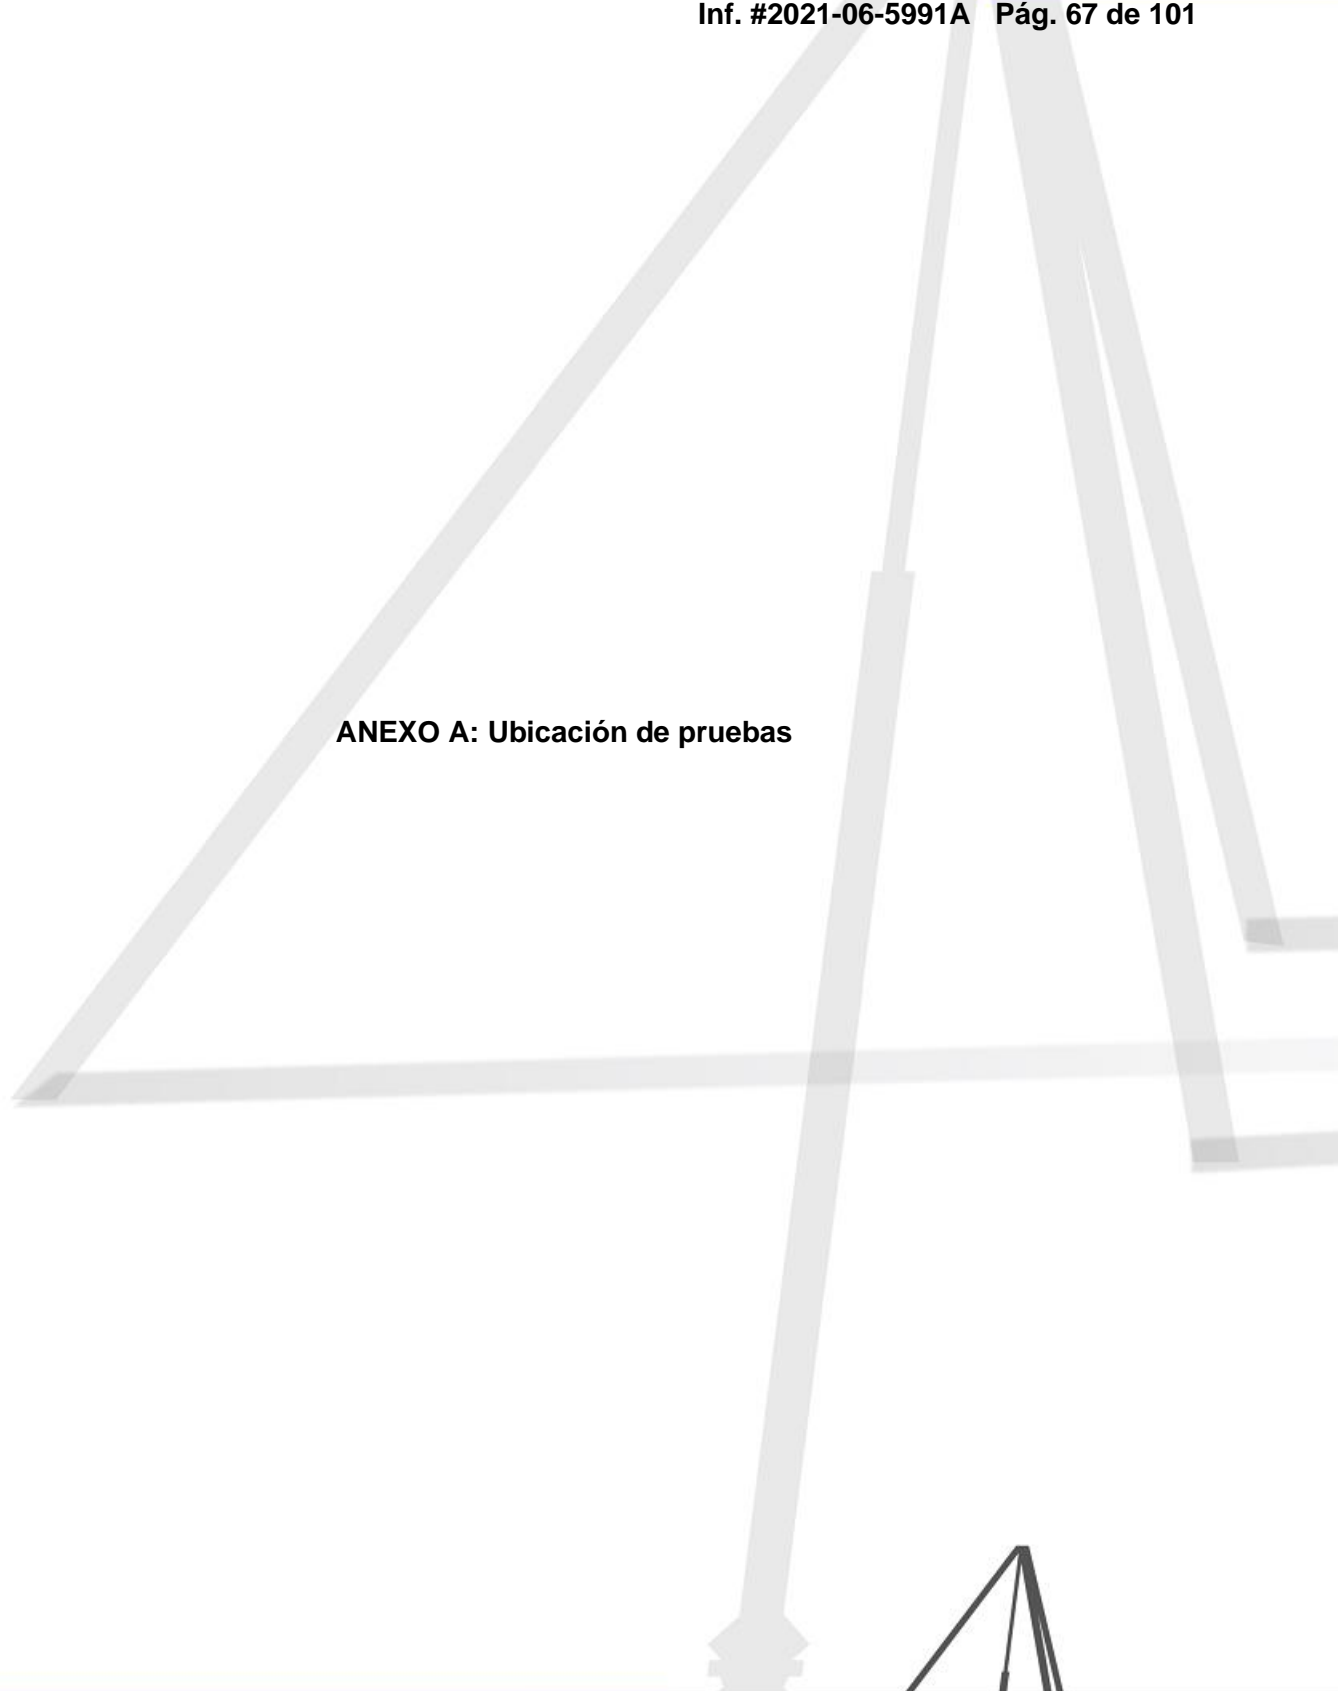 Inf. #2021-06-5991A Pág. 67 de 101
ANEXO A: Ubicación de pruebas